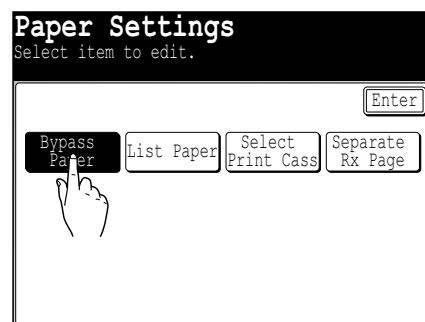 Paper Settings
Select item to edit.
Enter
Bypass
Paper
List Paper
Select
Print Cass
Separate
Rx Page